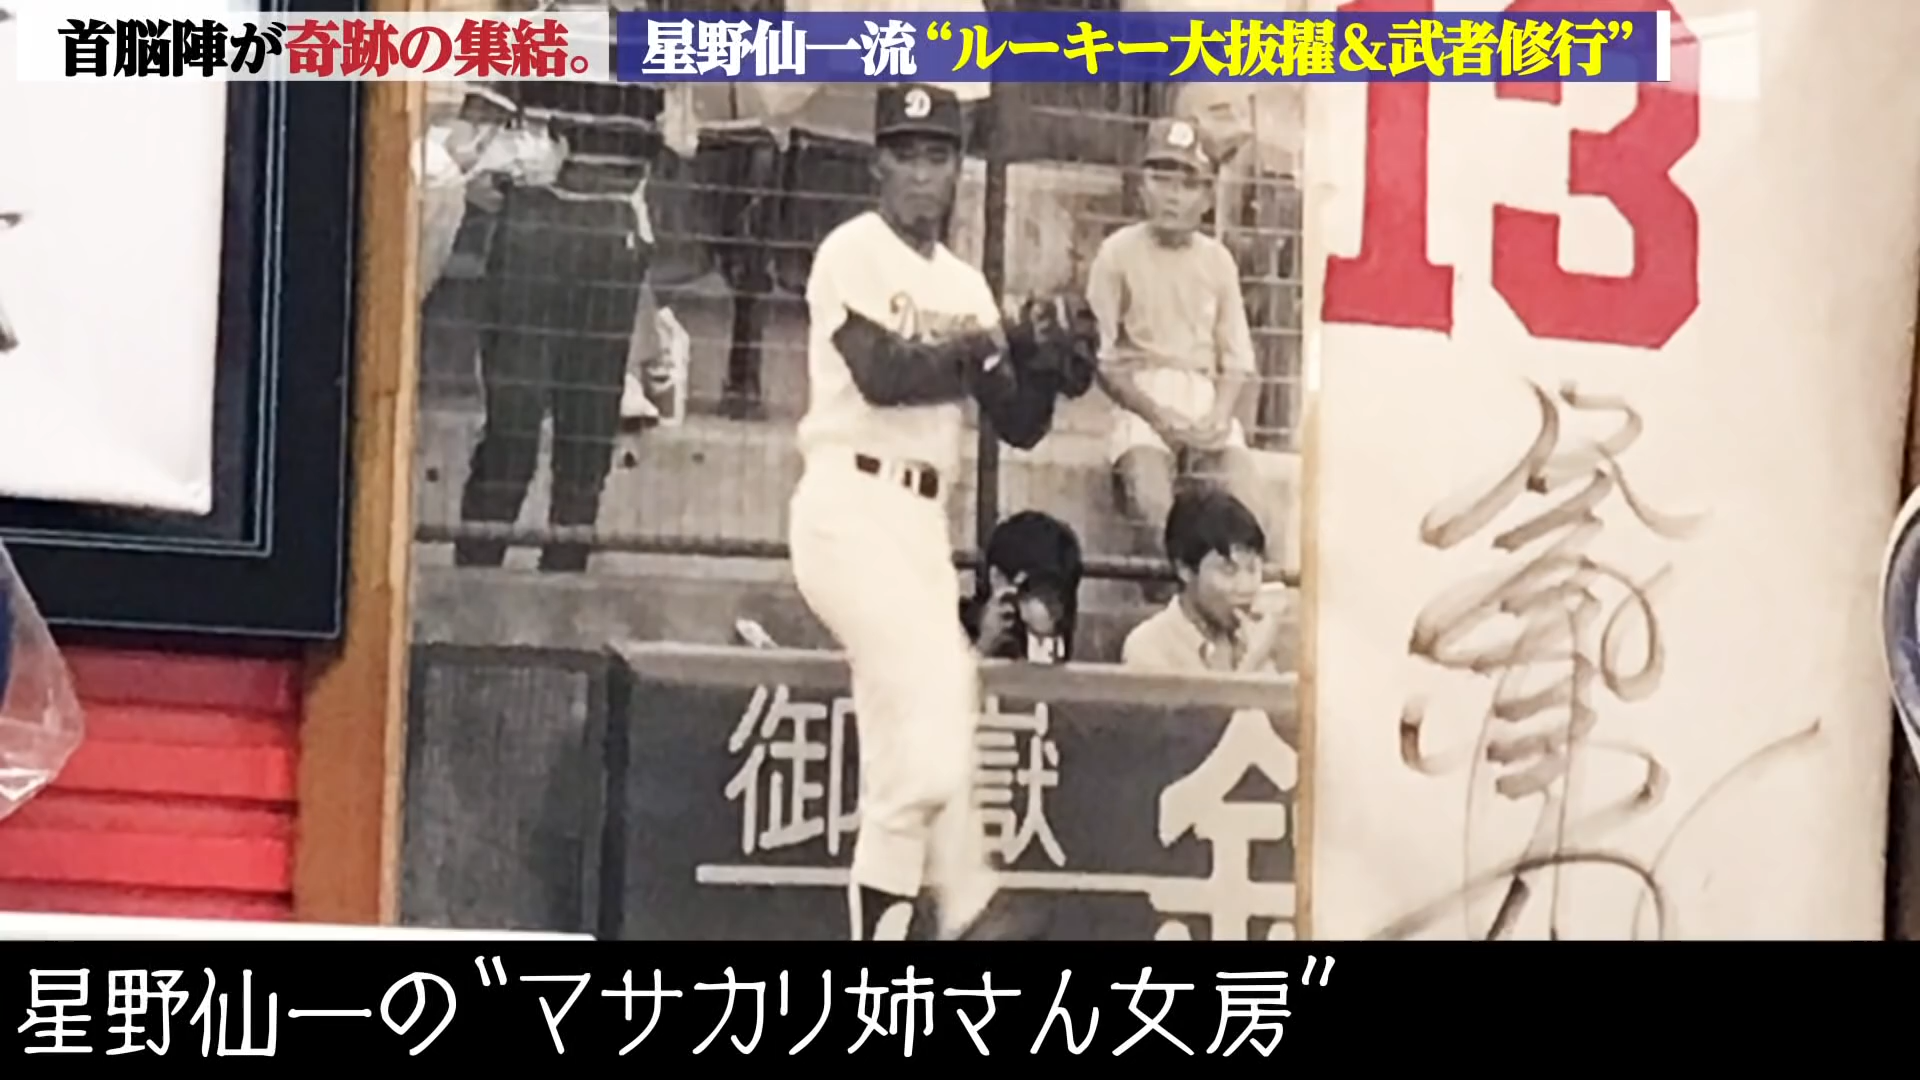 首脳陣が奇跡の集結。
星野仙一流“ルーキー大抜擢&武者修行”
D
D
Dragons
13
御嶽
星野仙一の“マサカリ姉さん女房”